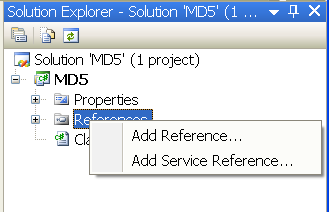 Solution Explorer - Solution 'MD5' (1 ...
Solution 'MD5' (1 project)
MD5
Properties
References
Add Reference...
Add Service Reference...